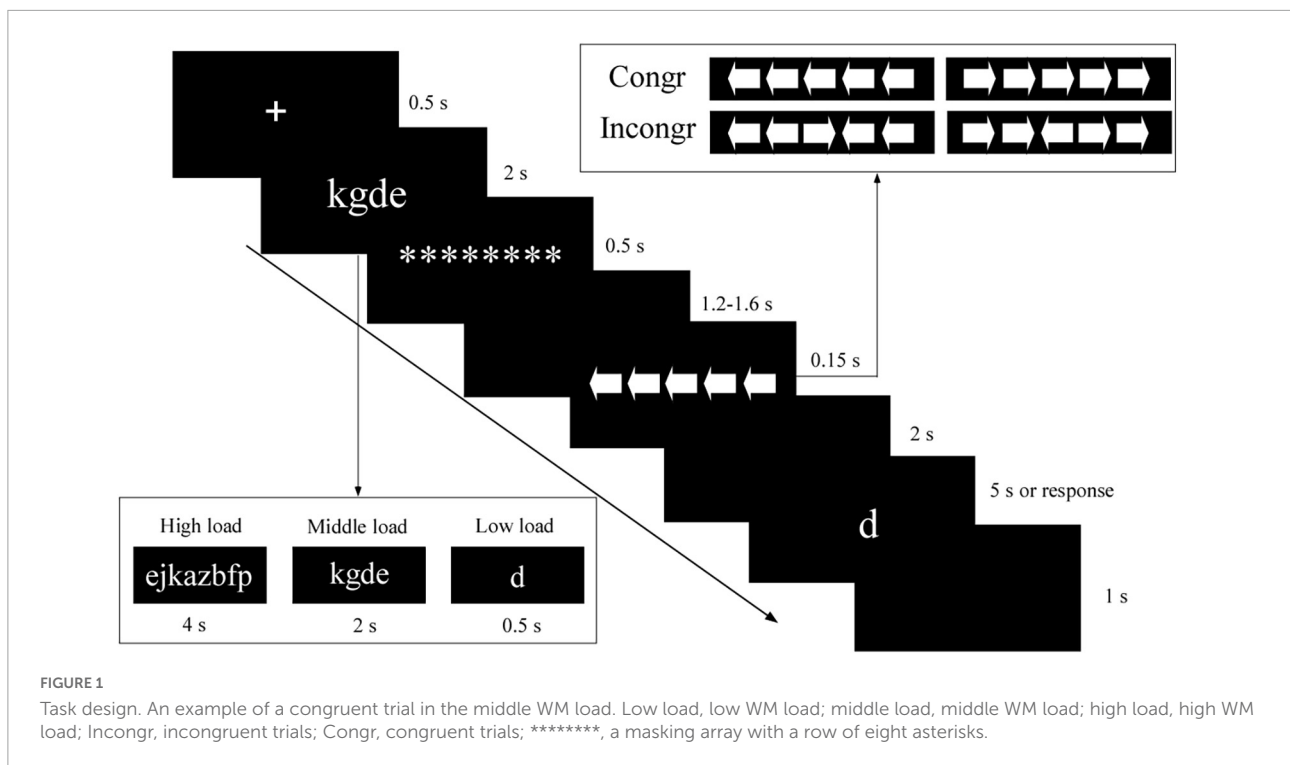 +
0.5 s
kgde
2 s
********
0.5 s
1.2-1.6 s
0.15 s
2 s
d
5 s or response
1 s
Congr
Incongr
High load Middle load Low load
ejkazbfp kgde d
4 s 2 s 0.5 s
FIGURE 1
Task design. An example of a congruent trial in the middle WM load. Low load, low WM load; middle load, middle WM load; high load, high WM
load; Incongr, incongruent trials; Congr, congruent trials; ********, a masking array with a row of eight asterisks.